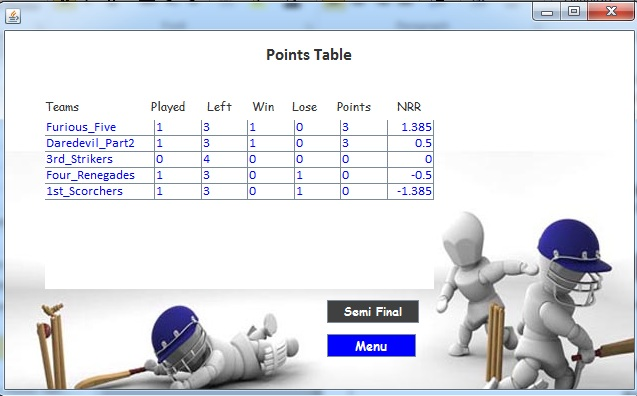 Points Table
Teams Played Left Win Lose Points NRR
Furious_Five 1 3 1 0 3 1.385
Daredevil_Part2 1 3 1 0 3 0.5
3rd_Strikers 0 4 0 0 0 0
Four_Renegades 1 3 0 1 0 -0.5
1st_Scorchers 1 3 0 1 0 -1.385
Semi Final
Menu